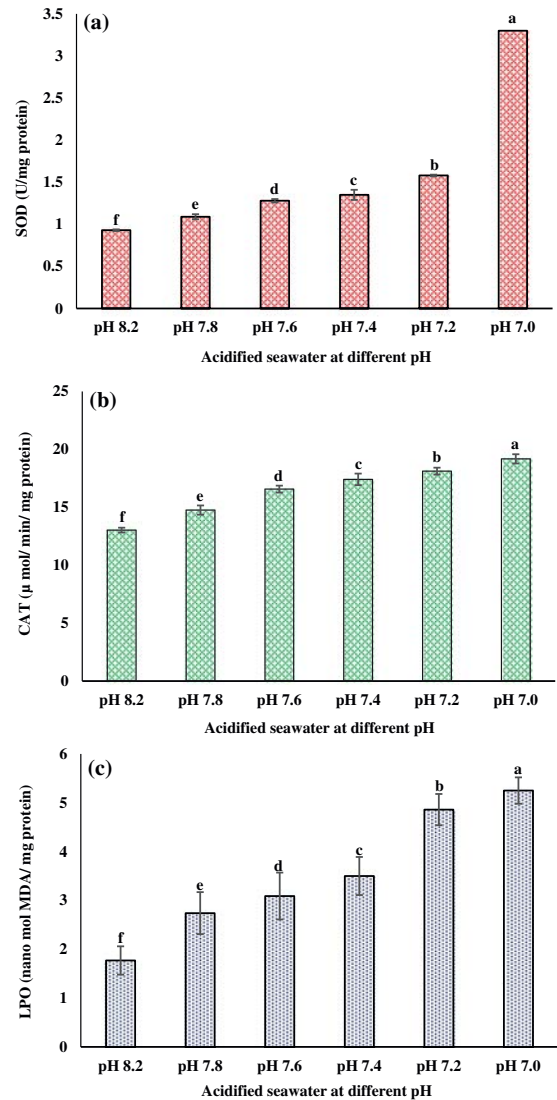 (a)
SOD (U/mg protein)
3.5
3
2.5
2
1.5
1
0.5
0
f
e
d
c
b
a
pH 8.2 pH 7.8 pH 7.6 pH 7.4 pH 7.2 pH 7.0
Acidified seawater at different pH
(b)
CAT (µ mol/ min/ mg protein)
25
20
15
10
5
0
f
e
d
c
b
a
pH 8.2 pH 7.8 pH 7.6 pH 7.4 pH 7.2 pH 7.0
Acidified seawater at different pH
(c)
LPO (nano mol MDA/ mg protein)
6
5
4
3
2
1
0
f
e
d
c
b
a
pH 8.2 pH 7.8 pH 7.6 pH 7.4 pH 7.2 pH 7.0
Acidified seawater at different pH